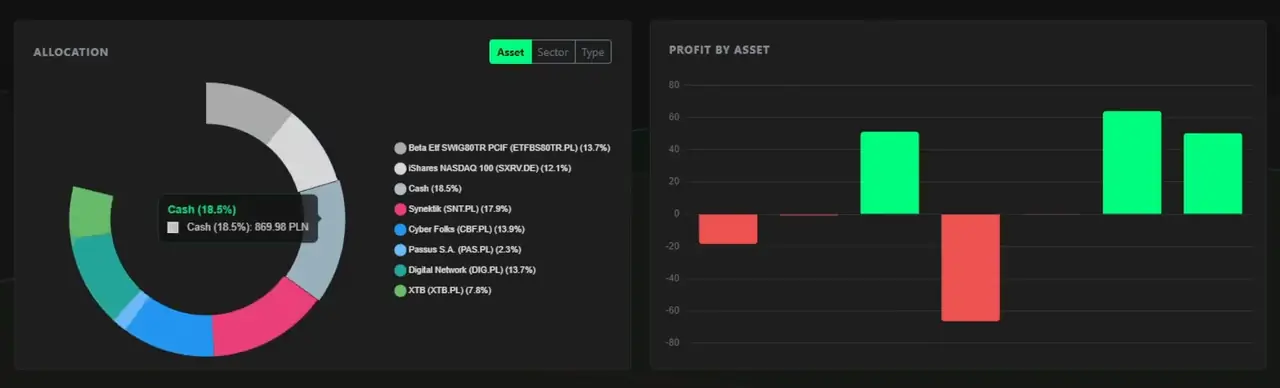 ALLOCATION
Asset Sector Type
Beta Etf SWIG80TR PCIF (ETFBS80TR.PL) (13.7%)
iShares NASDAQ 100 (SXRV.DE) (12.1%)
Cash (18.5%)
Synektik (SNT.PL) (17.9%)
Cyber Folks (CBF.PL) (13.9%)
Passus S.A. (PAS.PL) (2.3%)
Digital Network (DIG.PL) (13.7%)
XTB (XTB.PL) (7.8%)
Cash (18.5%)
Cash (18.5%): 869.98 PLN
PROFIT BY ASSET
80
60
40
20
0
-20
-40
-60
-80